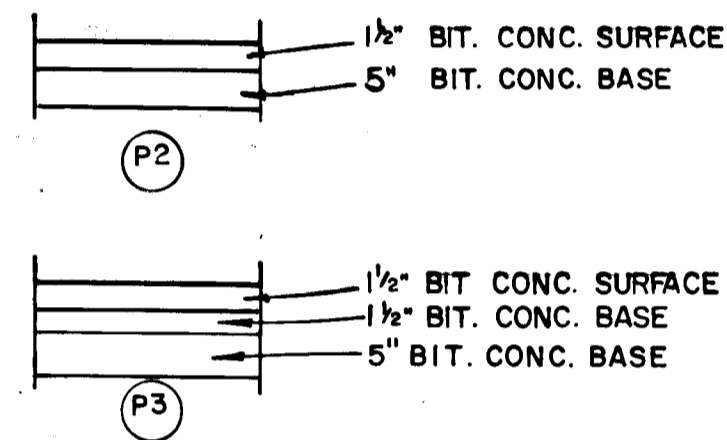 1½" BIT. CONC. SURFACE
5" BIT. CONC. BASE
P2
1½" BIT CONC. SURFACE
1½" BIT. CONC. BASE
5" BIT. CONC. BASE
P3